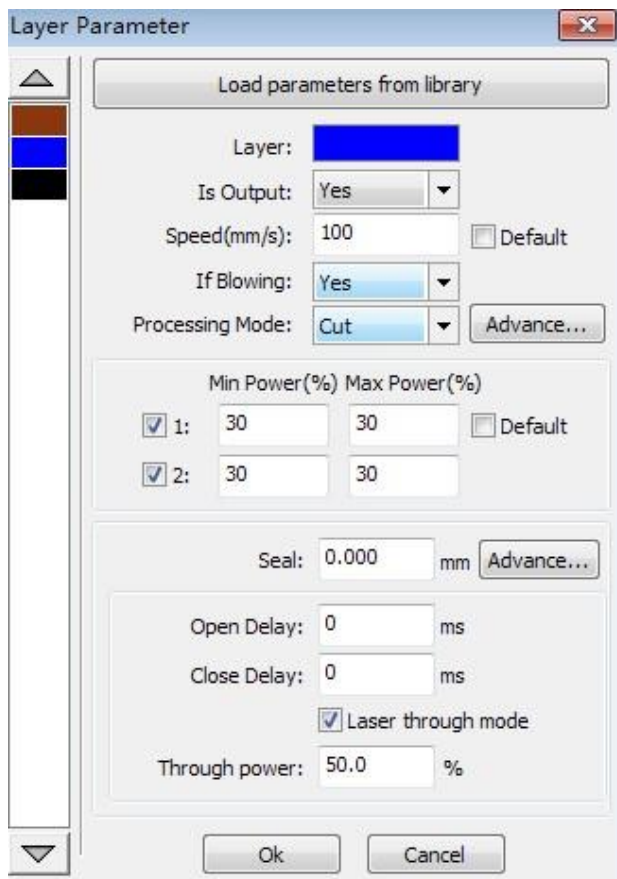 Layer Parameter
Load parameters from library
Layer:
Is Output: Yes
Speed(mm/s): 100 Default
If Blowing: Yes
Processing Mode: Cut Advance...
Min Power(%) Max Power(%)
1: 30 30 Default
2: 30 30
Seal: 0.000 mm Advance...
Open Delay: 0 ms
Close Delay: 0 ms
Laser through mode
Through power: 50.0 %
Ok Cancel